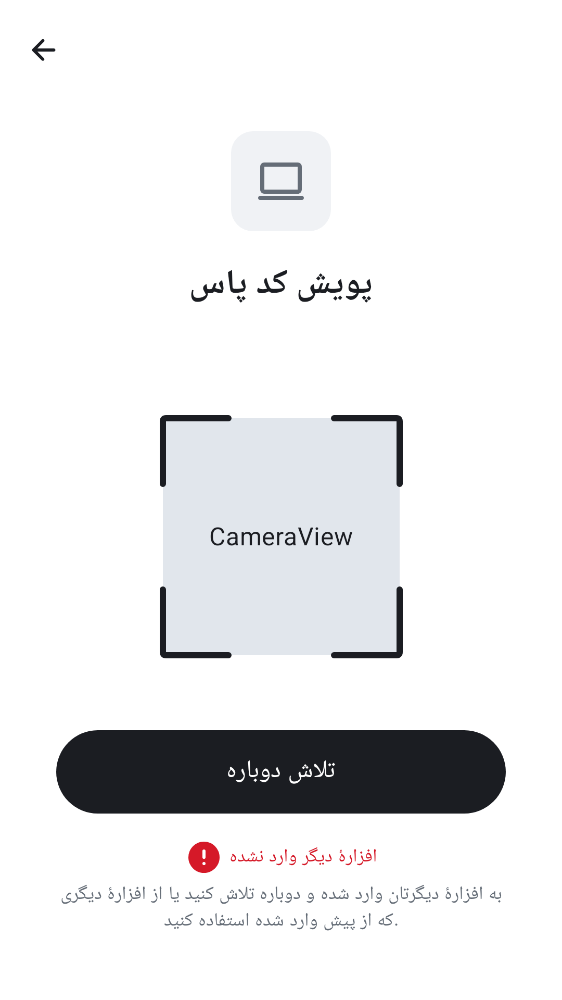 پویش کد پاس
CameraView
تلاش دوباره
افزارهٔ دیگر وارد نشده
به افزارهٔ دیگرتان وارد شده و دوباره تلاش کنید یا از افزارهٔ دیگری
که از پیش وارد شده استفاده کنید.